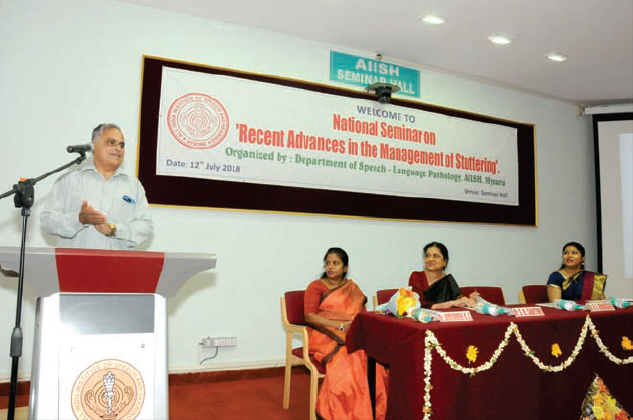 AIISH
SEMINAR HALL
WELCOME TO
National Seminar on
'Recent Advances in the Management of Stuttering'.
Organized by : Department of Speech - Language Pathology, AIISH, Mysuru
Date: 12th July 2018
Venue: Seminar Hall